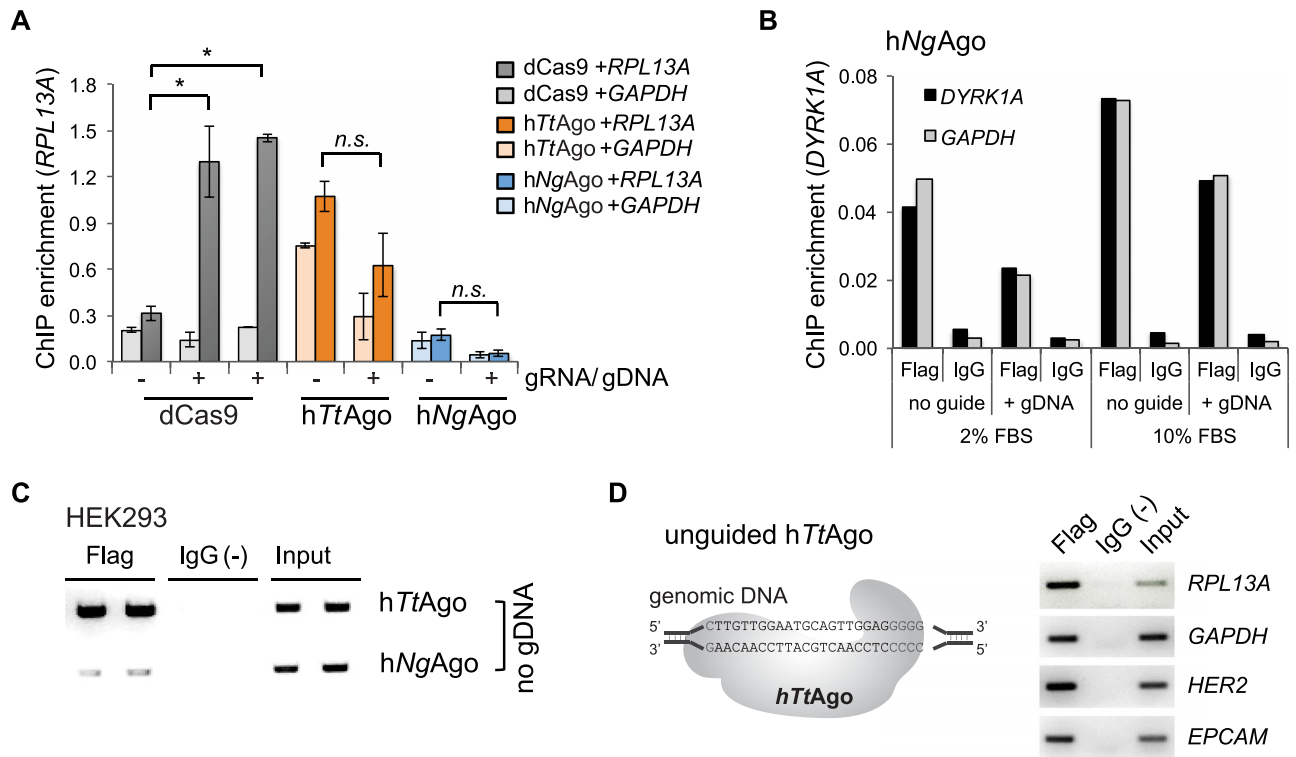 A
ChIP enrichment (RPL13A)
1.8
1.5
1.2
0.9
0.6
0.3
0.0
*
*
n.s.
n.s.
dCas9 +RPL13A
dCas9 +GAPDH
hTtAgo +RPL13A
hTtAgo +GAPDH
hNgAgo +RPL13A
hNgAgo +GAPDH
- + + - + - + gRNA/gDNA
dCas9 hTtAgo hNgAgo
B
hNgAgo
ChIP enrichment (DYRK1A)
0.08
0.06
0.04
0.02
0.00
DYRK1A
GAPDH
Flag IgG Flag IgG Flag IgG Flag IgG
no guide + gDNA no guide + gDNA
2% FBS 10% FBS
C
HEK293
Flag IgG (-) Input
hTtAgo
hNgAgo
no gDNA
D
unguided hTtAgo
genomic DNA
5' CTTGTTGGAATGCAGTTGGAGGGGG 3'
3' GAACAACCTTACGTCAACCTCCCCC 5'
hTtAgo
Flag IgG (-) Input
RPL13A
GAPDH
HER2
EPCAM